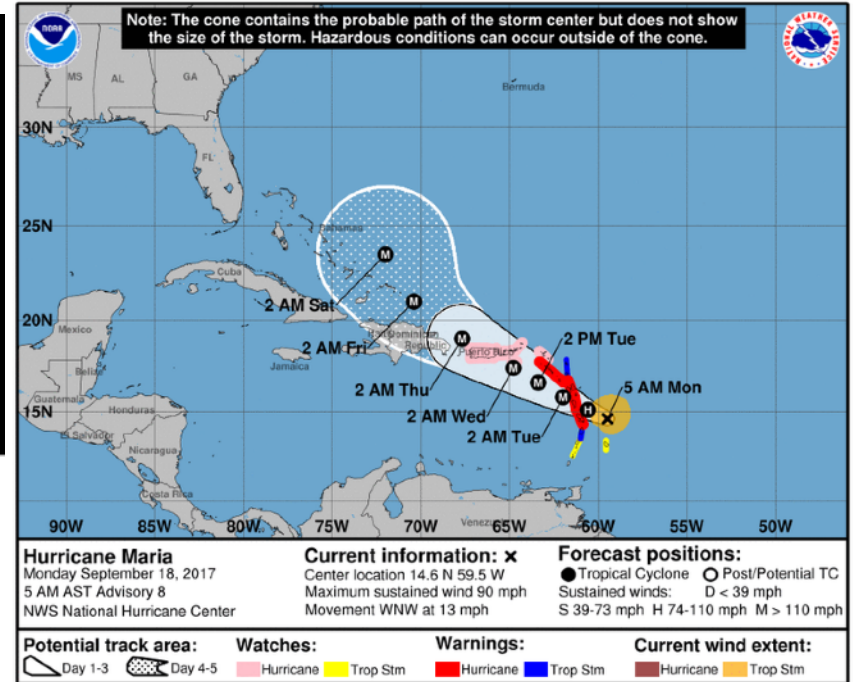 Note: The cone contains the probable path of the storm center but does not show
the size of the storm. Hazardous conditions can occur outside of the cone.
NOAA
NATIONAL WEATHER SERVICE
MS
AL
GA
Bermuda
30N
FL
25N
Bahamas
Cuba
2 AM Sat
M
M
20N
Mexico
Dominican
Republic
Puerto Rico
2 PM Tue
2 AM Fri
M
Jamaica
Belize
2 AM Thu
M
M
5 AM Mon
Guatemala
Honduras
15N
2 AM Wed
M
H
El Salvador
2 AM Tue
Nicaragua
Costa Rica
Venezuela
90W 85W 80W 75W 70W 65W 60W 55W 50W
Hurricane Maria
Monday September 18, 2017
5 AM AST Advisory 8
NWS National Hurricane Center
Current information: x
Center location 14.6 N 59.5 W
Maximum sustained wind 90 mph
Movement WNW at 13 mph
Forecast positions:
Tropical Cyclone Post/Potential TC
Sustained winds: D < 39 mph
S 39-73 mph H 74-110 mph M > 110 mph
Potential track area:
Day 1-3 Day 4-5
Watches:
Hurricane Trop Stm
Warnings:
Hurricane Trop Stm
Current wind extent:
Hurricane Trop Stm